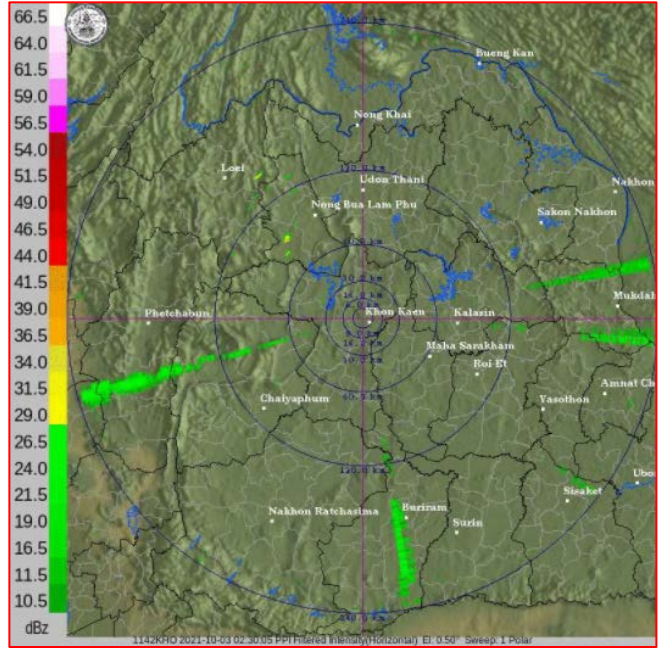 66.5
64.0
61.5
59.0
56.5
54.0
51.5
49.0
46.5
44.0
41.5
39.0
36.5
34.0
31.5
29.0
26.5
24.0
21.5
19.0
16.5
11.5
10.5
dBz
Bueng Kan
Nong Khai
Loei
Udon Thani
Nakhon
Nong Bua Lam Phu
Sakon Nakhon
Mukdah
Phetchabun
Khon Kaen
Kalasin
Maha Sarakham
Roi-Et
Amnat Ch
Chaiyaphum
Yasothon
120.0 km
Ubo
Sisaket
Nakhon Ratchasima
Buriram
Surin
1142KHO 2021-10-03 02:30:05 PPI Filtered Intensity(Horizontal) El: 0.50° Sweep: 1 Polar